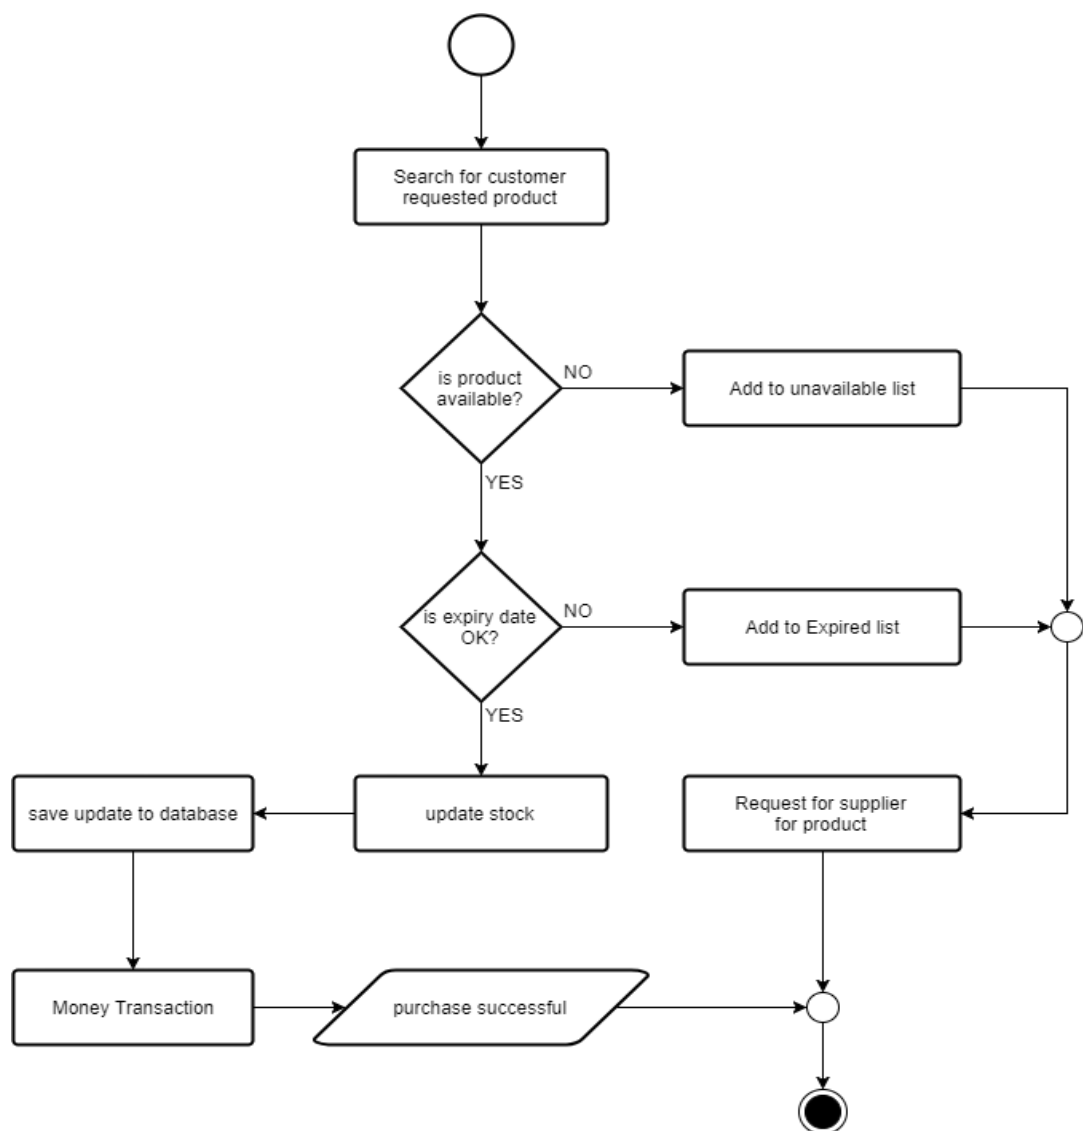 Search for customer
requested product
is product
available?
NO
Add to unavailable list
YES
is expiry date
OK?
NO
Add to Expired list
YES
save update to database
update stock
Request for supplier
for product
Money Transaction
purchase successful